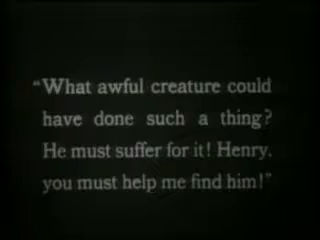 “What awful creature could
have done such a thing?
He must suffer for it! Henry,
you must help me find him!”